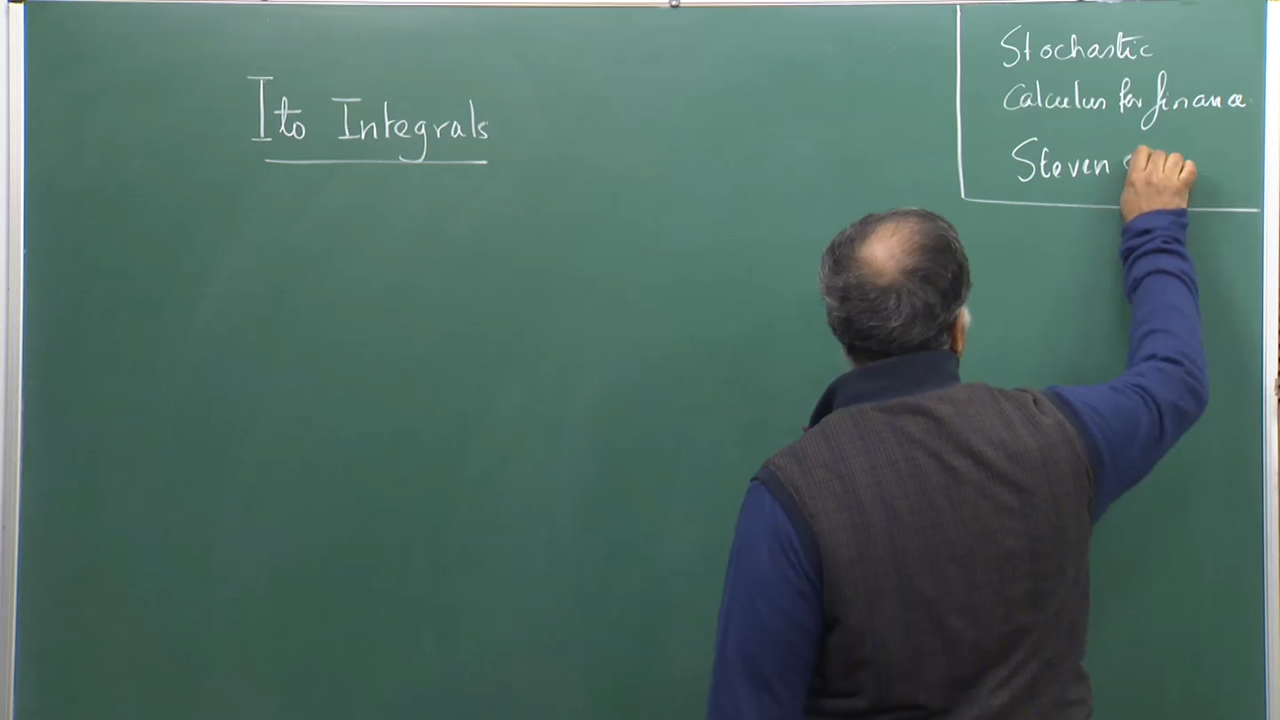 Ito Integrals
Stochastic
Calculus for finance
Steven